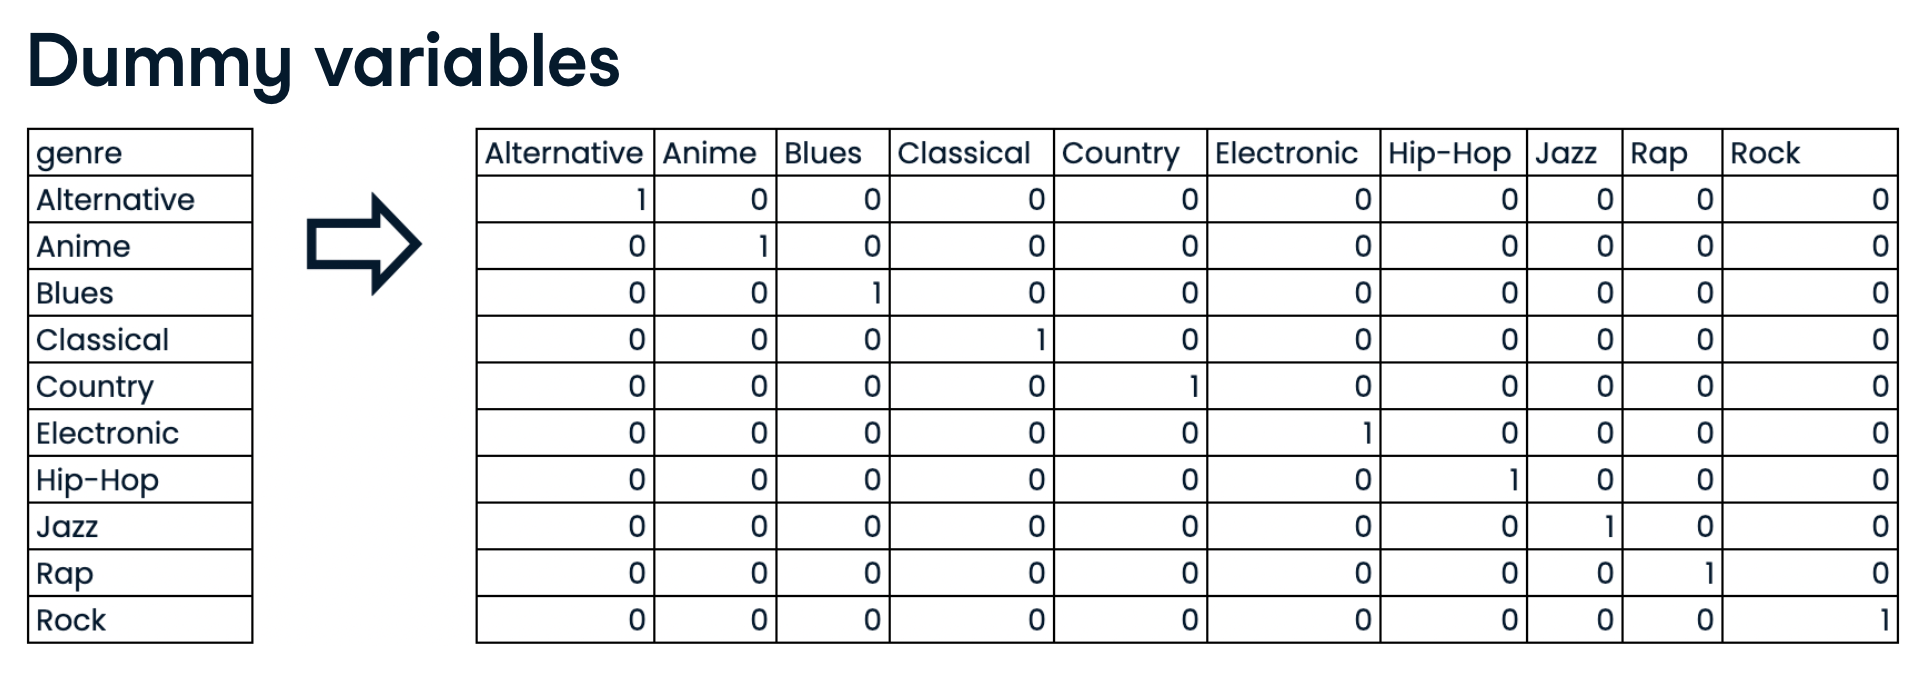 Dummy variables
genre
Alternative
Anime
Blues
Classical
Country
Electronic
Hip-Hop
Jazz
Rap
Rock
Alternative Anime Blues Classical Country Electronic Hip-Hop Jazz Rap Rock
1 0 0 0 0 0 0 0 0 0
0 1 0 0 0 0 0 0 0 0
0 0 1 0 0 0 0 0 0 0
0 0 0 1 0 0 0 0 0 0
0 0 0 0 1 0 0 0 0 0
0 0 0 0 0 1 0 0 0 0
0 0 0 0 0 0 1 0 0 0
0 0 0 0 0 0 0 1 0 0
0 0 0 0 0 0 0 0 1 0
0 0 0 0 0 0 0 0 0 1